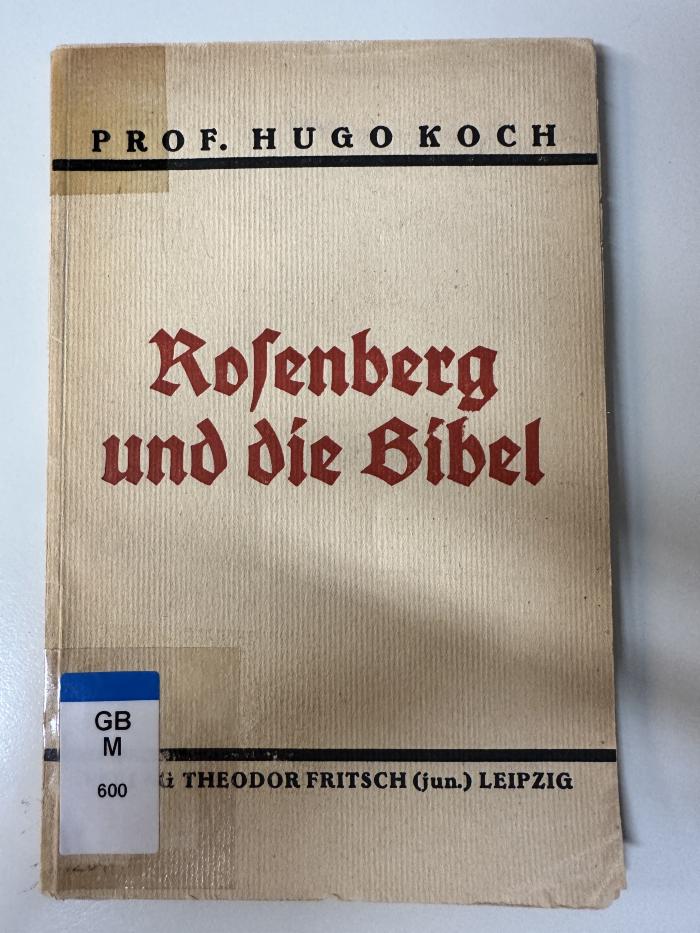 PROF. HUGO KOCH
Roſenberg
und die Bibel
THEODOR FRITSCH (jun.) LEIPZIG
GB
M
600